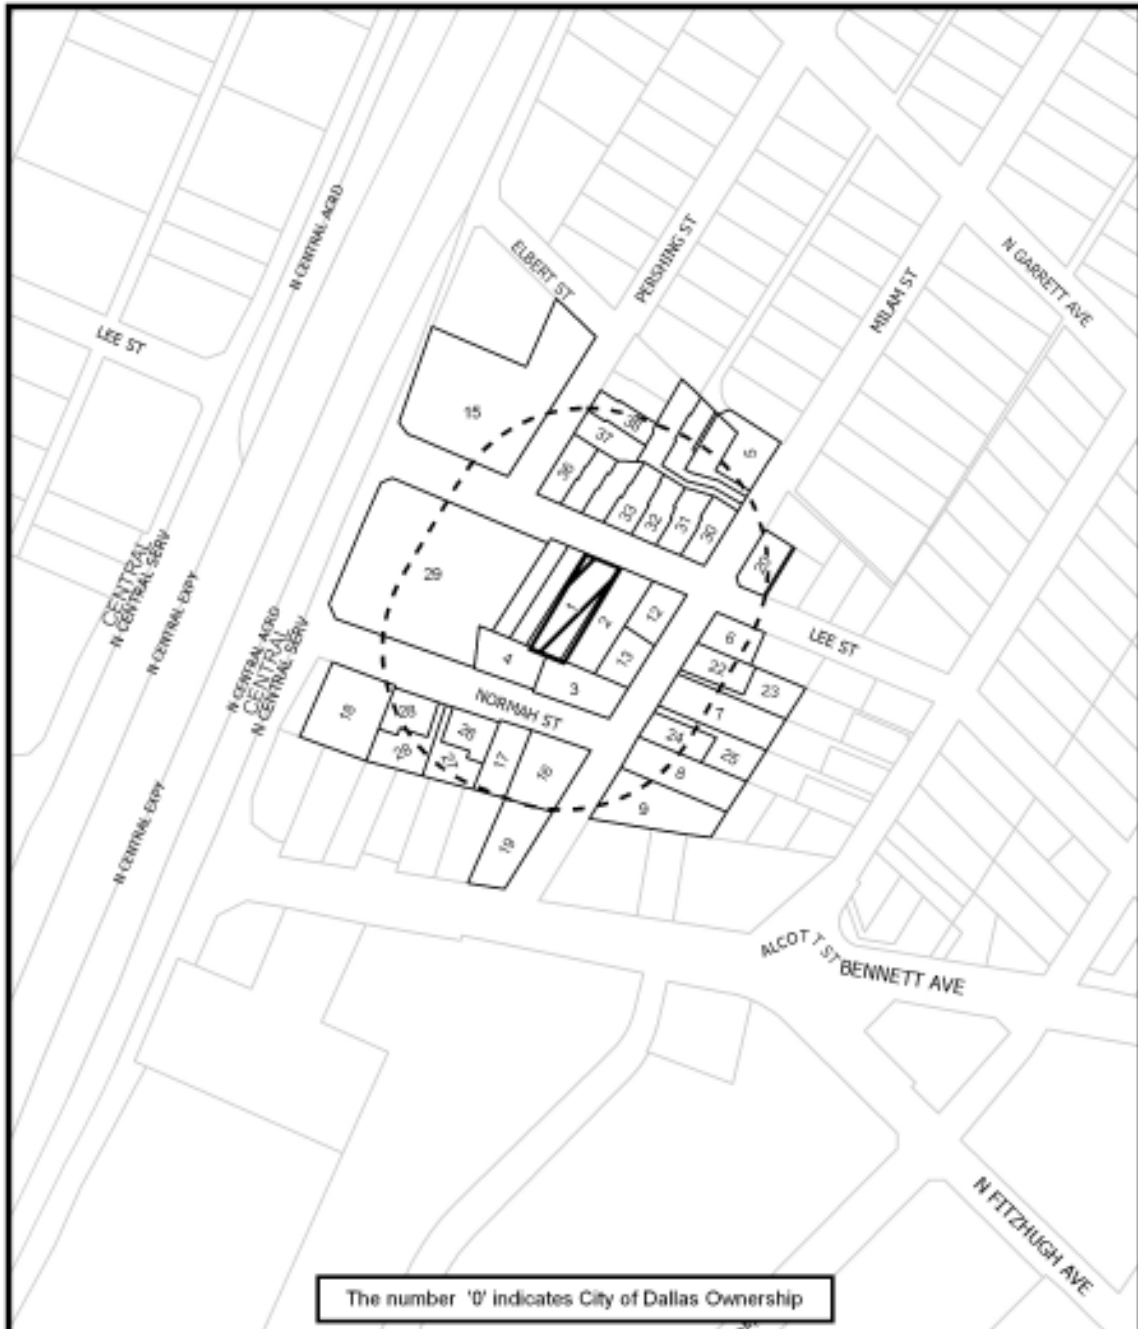 ELBERT ST
PERSHING ST
N CENTRAL ACRD
N GARRETT AVE
MILAM ST
LEE ST
15
38
37
5
36
33
32
31
30
29
20
1
2
12
CENTRAL
N CENTRAL SERV
N CENTRAL EXPY
6
LEE ST
4
13
22
23
3
N CENTRAL ACRD
CENTRAL
N CENTRAL SERV
NORMAH ST
18
28
26
7
24
25
28
17
16
8
9
N CENTRAL EXPY
19
ALCOTT ST
BENNETT AVE
N FITZHUGH AVE
The number '0' indicates City of Dallas Ownership